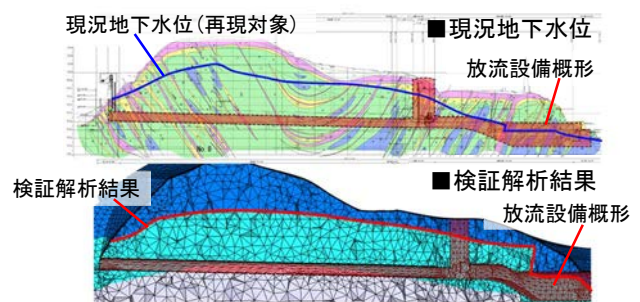 現況地下水位(再現対象)
■現況地下水位
放流設備概形
■検証解析結果
検証解析結果
放流設備概形